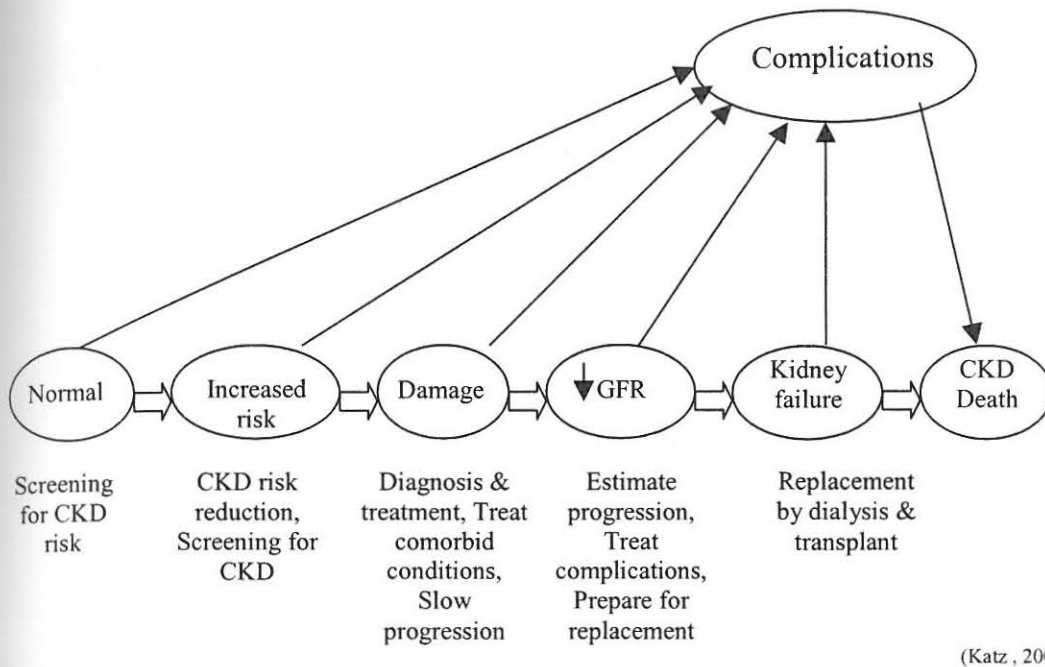 Complications
Normal
Increased
risk
Damage
GFR
Kidney
failure
CKD
Death
Screening
for CKD
risk
CKD risk
reduction,
Screening for
CKD
Diagnosis &
treatment, Treat
comorbid
conditions,
Slow
progression
Estimate
progression,
Treat
complications,
Prepare for
replacement
Replacement
by dialysis &
transplant
(Katz ,